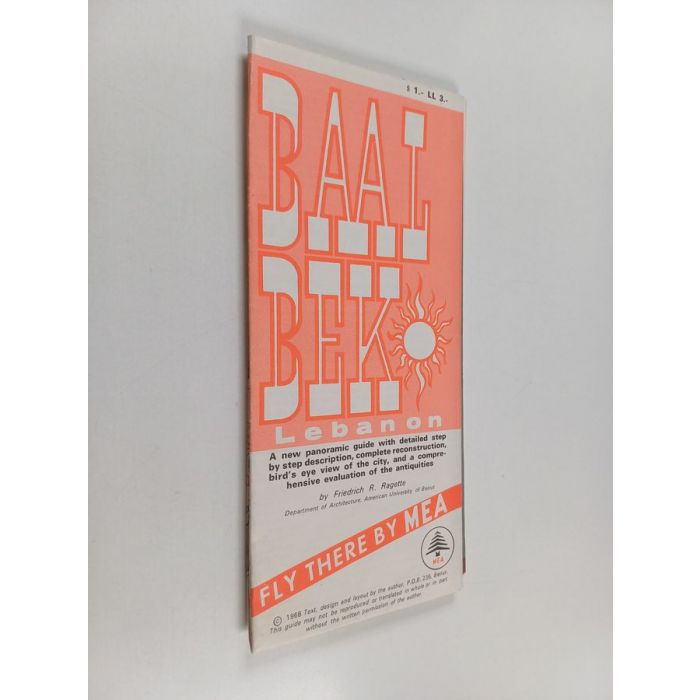 $ 1.- LL 3.-
BAAL
BEK
Lebanon
A new panoramic guide with detailed step
by step description, complete reconstruction,
bird's eye view of the city, and a compre-
hensive evaluation of the antiquities
by Friedrich R. Ragette
Department of Architecture, American University of Beirut
FLY THERE BY MEA
MEA
© 1966 Text, design and layout by the author, P.O.B. 236, Beirut.
This guide may not be reproduced or translated in whole or in part
without the written permission of the author.